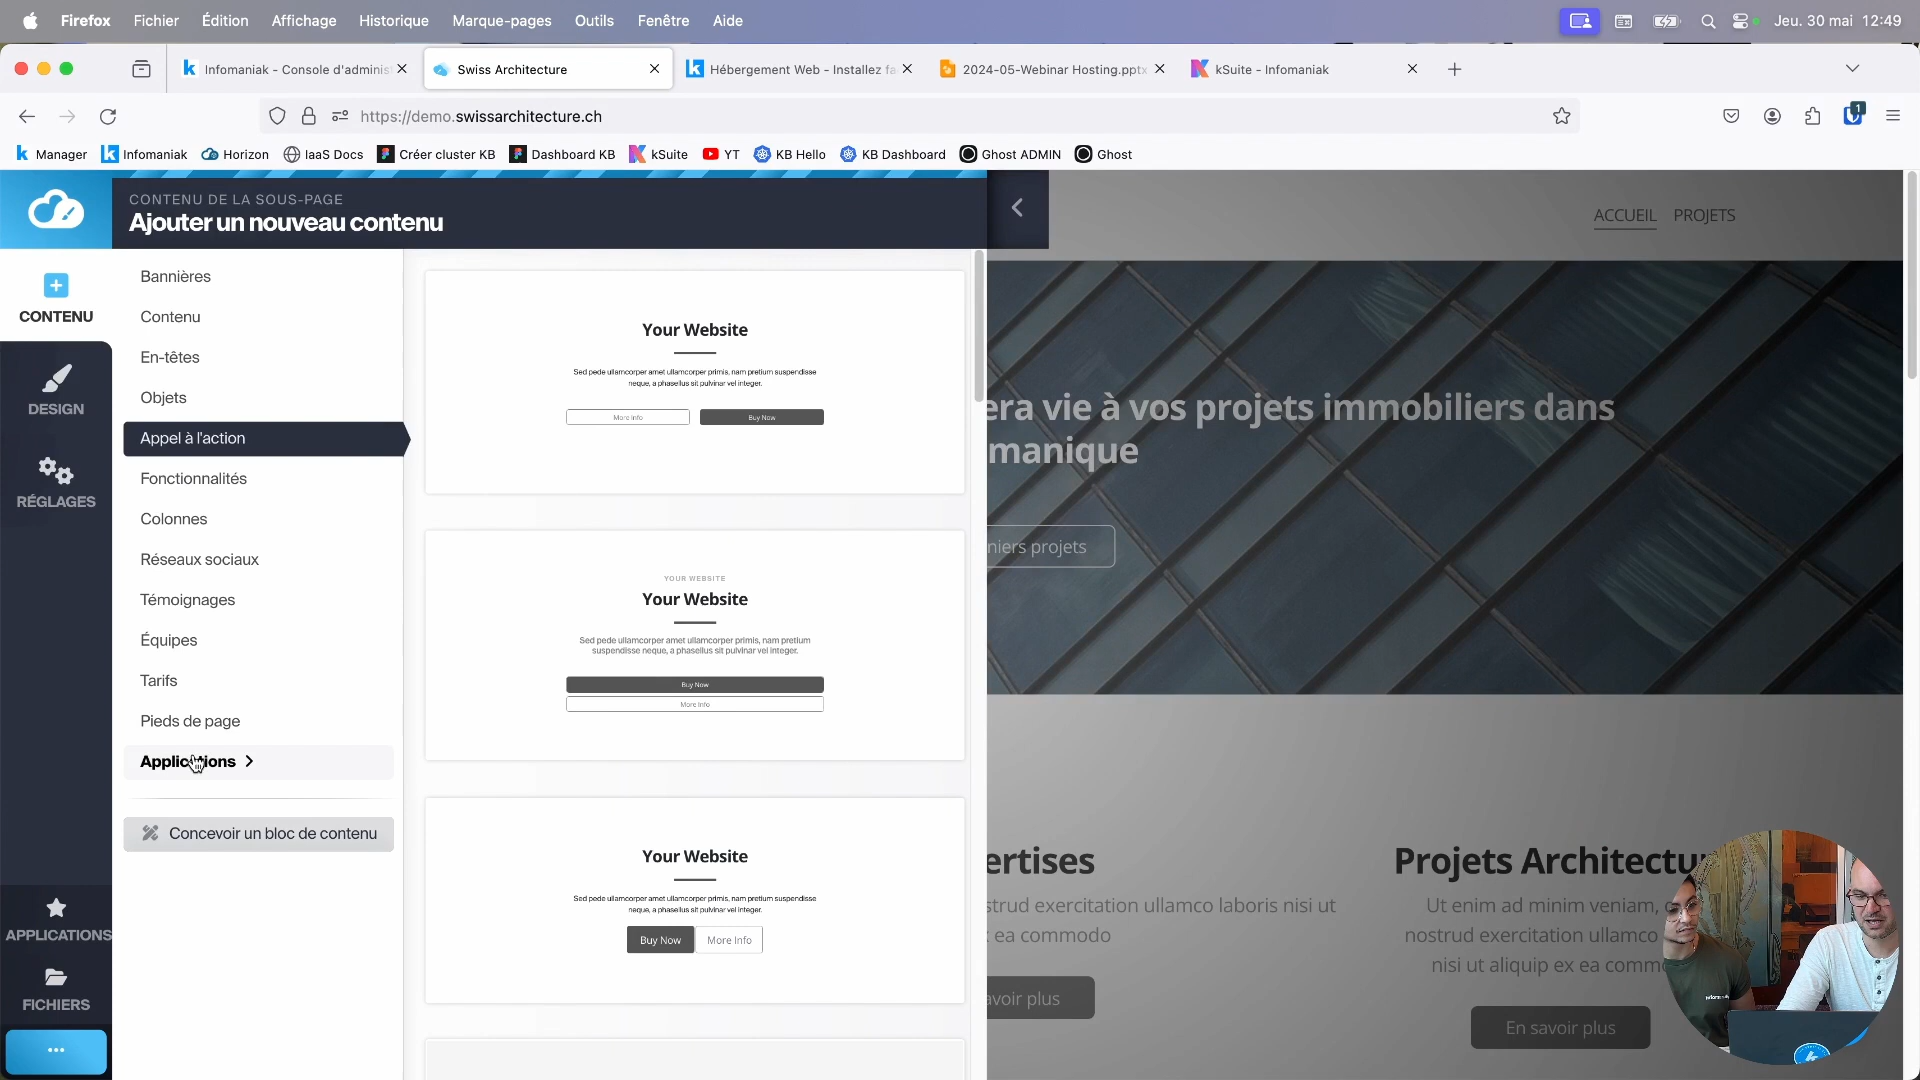 Firefox Fichier Édition Affichage Historique Marque-pages Outils Fenêtre Aide Jeu. 30 mai 12:49
Infomaniak - Console d'adminis Swiss Architecture Hébergement Web - Installez fa 2024-05-Webinar Hosting.pptx kSuite - Infomaniak
https://demo.swissarchitecture.ch 1
Manager Infomaniak Horizon IaaS Docs Créer cluster KB Dashboard KB kSuite YT KB Hello KB Dashboard Ghost ADMIN Ghost
CONTENU DE LA SOUS-PAGE
Ajouter un nouveau contenu
ACCUEIL PROJETS
CONTENU
DESIGN
RÉGLAGES
APPLICATIONS
FICHIERS
Bannières
Contenu
En-têtes
Objets
Appel à l'action
Fonctionnalités
Colonnes
Réseaux sociaux
Témoignages
Équipes
Tarifs
Pieds de page
Applications
Concevoir un bloc de contenu
Your Website
Sed pede ullamcorper amet ullamcorper primis, nam pretium suspendisse
neque, a phasellus sit pulvinar vel integer.
More Info Buy Now
YOUR WEBSITE
Your Website
Sed pede ullamcorper amet ullamcorper primis, nam pretium
suspendisse neque, a phasellus sit pulvinar vel integer.
Buy Now
More Info
Your Website
Sed pede ullamcorper amet ullamcorper primis, nam pretium suspendisse
neque, a phasellus sit pulvinar vel integer.
Buy Now More Info
era vie à vos projets immobiliers dans
manique
niers projets
ertises
strud exercitation ullamco laboris nisi ut
ea commodo
avoir plus
Projets Architectu
Ut enim ad minim veniam,
nostrud exercitation ullamco
nisi ut aliquip ex ea comm
En savoir plus